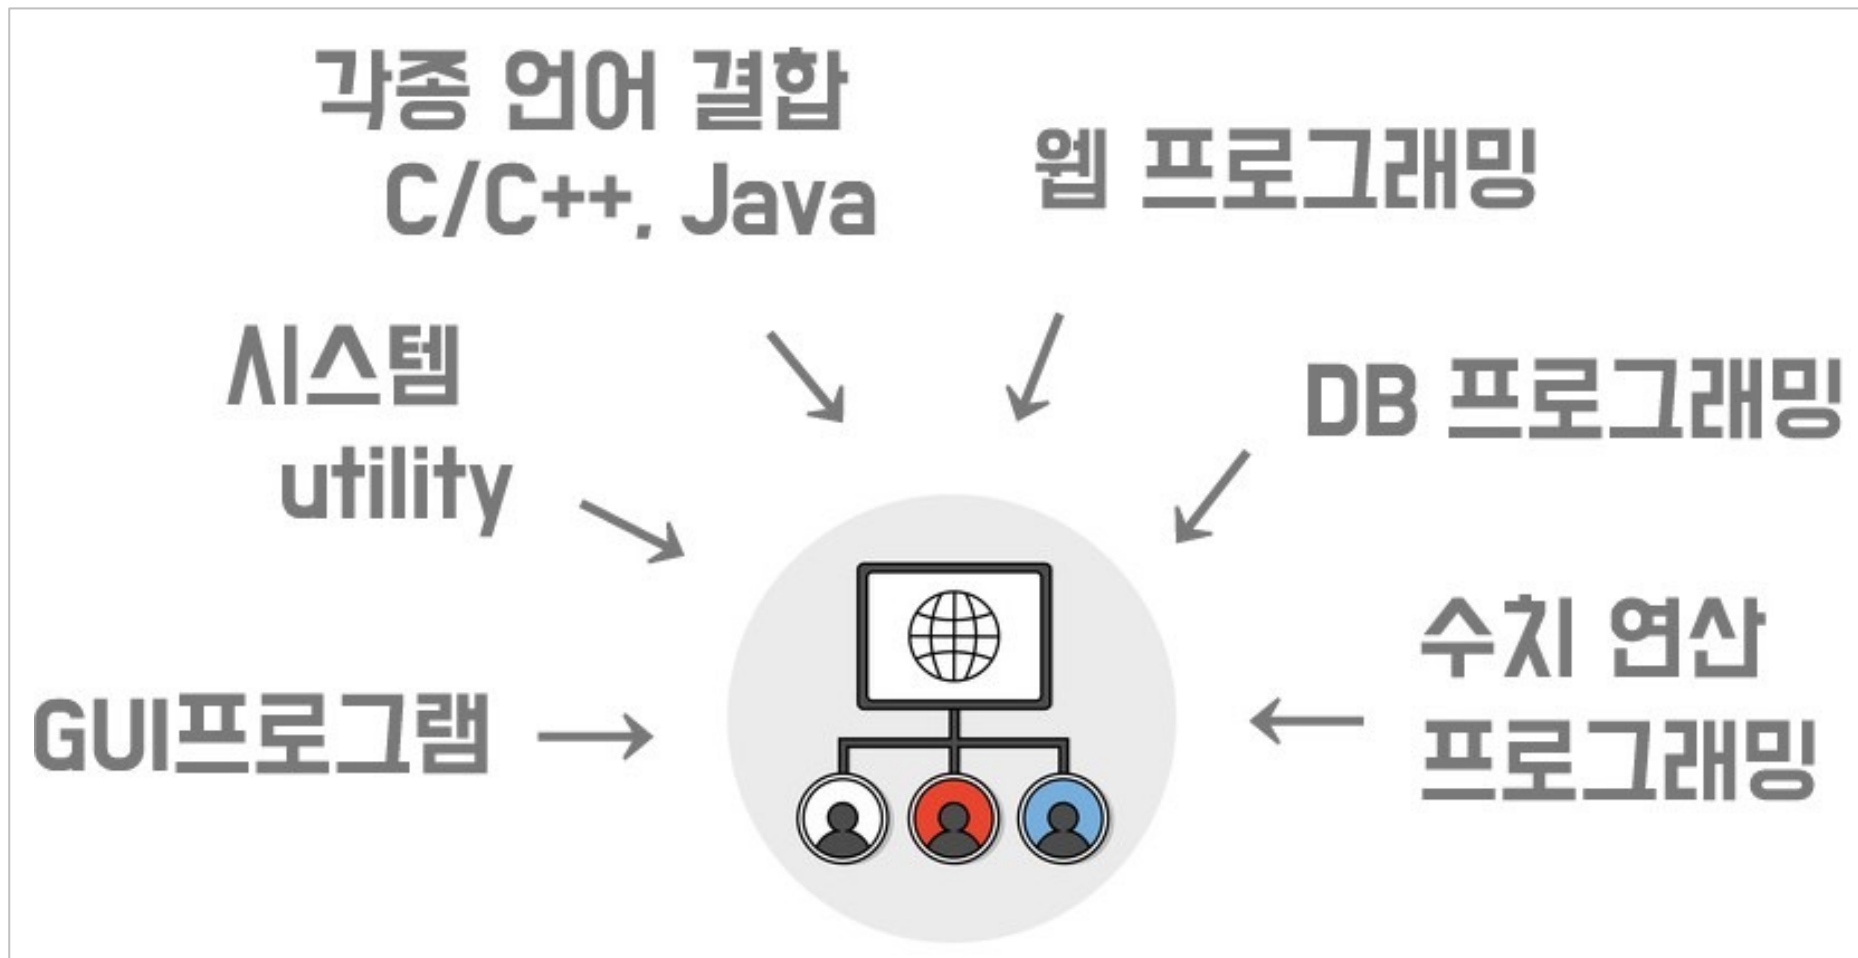 각종 언어 결합
C/C++, Java
웹 프로그래밍
시스템
utility
DB 프로그래밍
GUI프로그램
수치 연산
프로그래밍